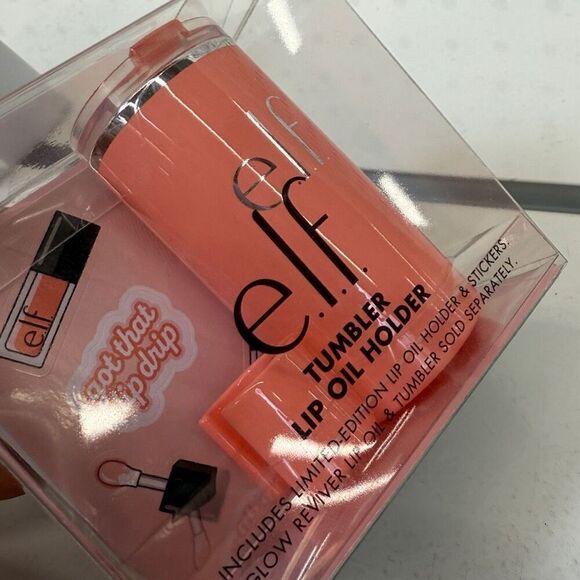 e.l.f.
e.l.f.
TUMBLER
LIP OIL HOLDER
INCLUDES LIMITED-EDITION LIP OIL HOLDER & STICKERS.
GLOW REVIVER LIP OIL & TUMBLER SOLD SEPARATELY.
e.l.f.
got that
lip drip